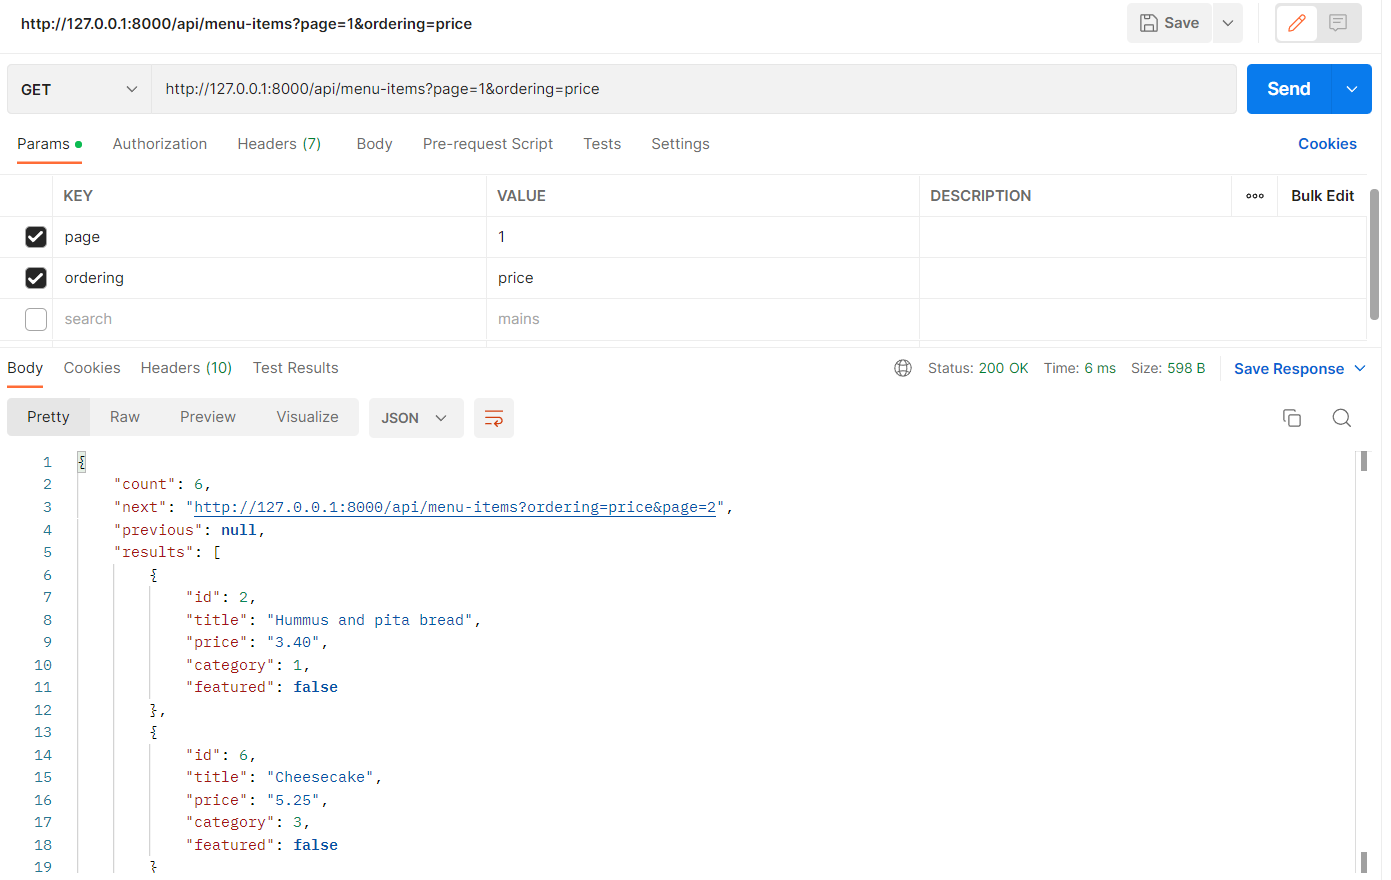 http://127.0.0.1:8000/api/menu-items?page=1&ordering=price
Save
GET http://127.0.0.1:8000/api/menu-items?page=1&ordering=price Send
Params Authorization Headers (7) Body Pre-request Script Tests Settings Cookies
KEY VALUE DESCRIPTION ooo Bulk Edit
page 1
ordering price
search mains
Body Cookies Headers (10) Test Results Status: 200 OK Time: 6 ms Size: 598 B Save Response
Pretty Raw Preview Visualize JSON
1 {
2 "count": 6,
3 "next": "http://127.0.0.1:8000/api/menu-items?ordering=price&page=2",
4 "previous": null,
5 "results": [
6 {
7 "id": 2,
8 "title": "Hummus and pita bread",
9 "price": "3.40",
10 "category": 1,
11 "featured": false
12 },
13 {
14 "id": 6,
15 "title": "Cheesecake",
16 "price": "5.25",
17 "category": 3,
18 "featured": false
19 }